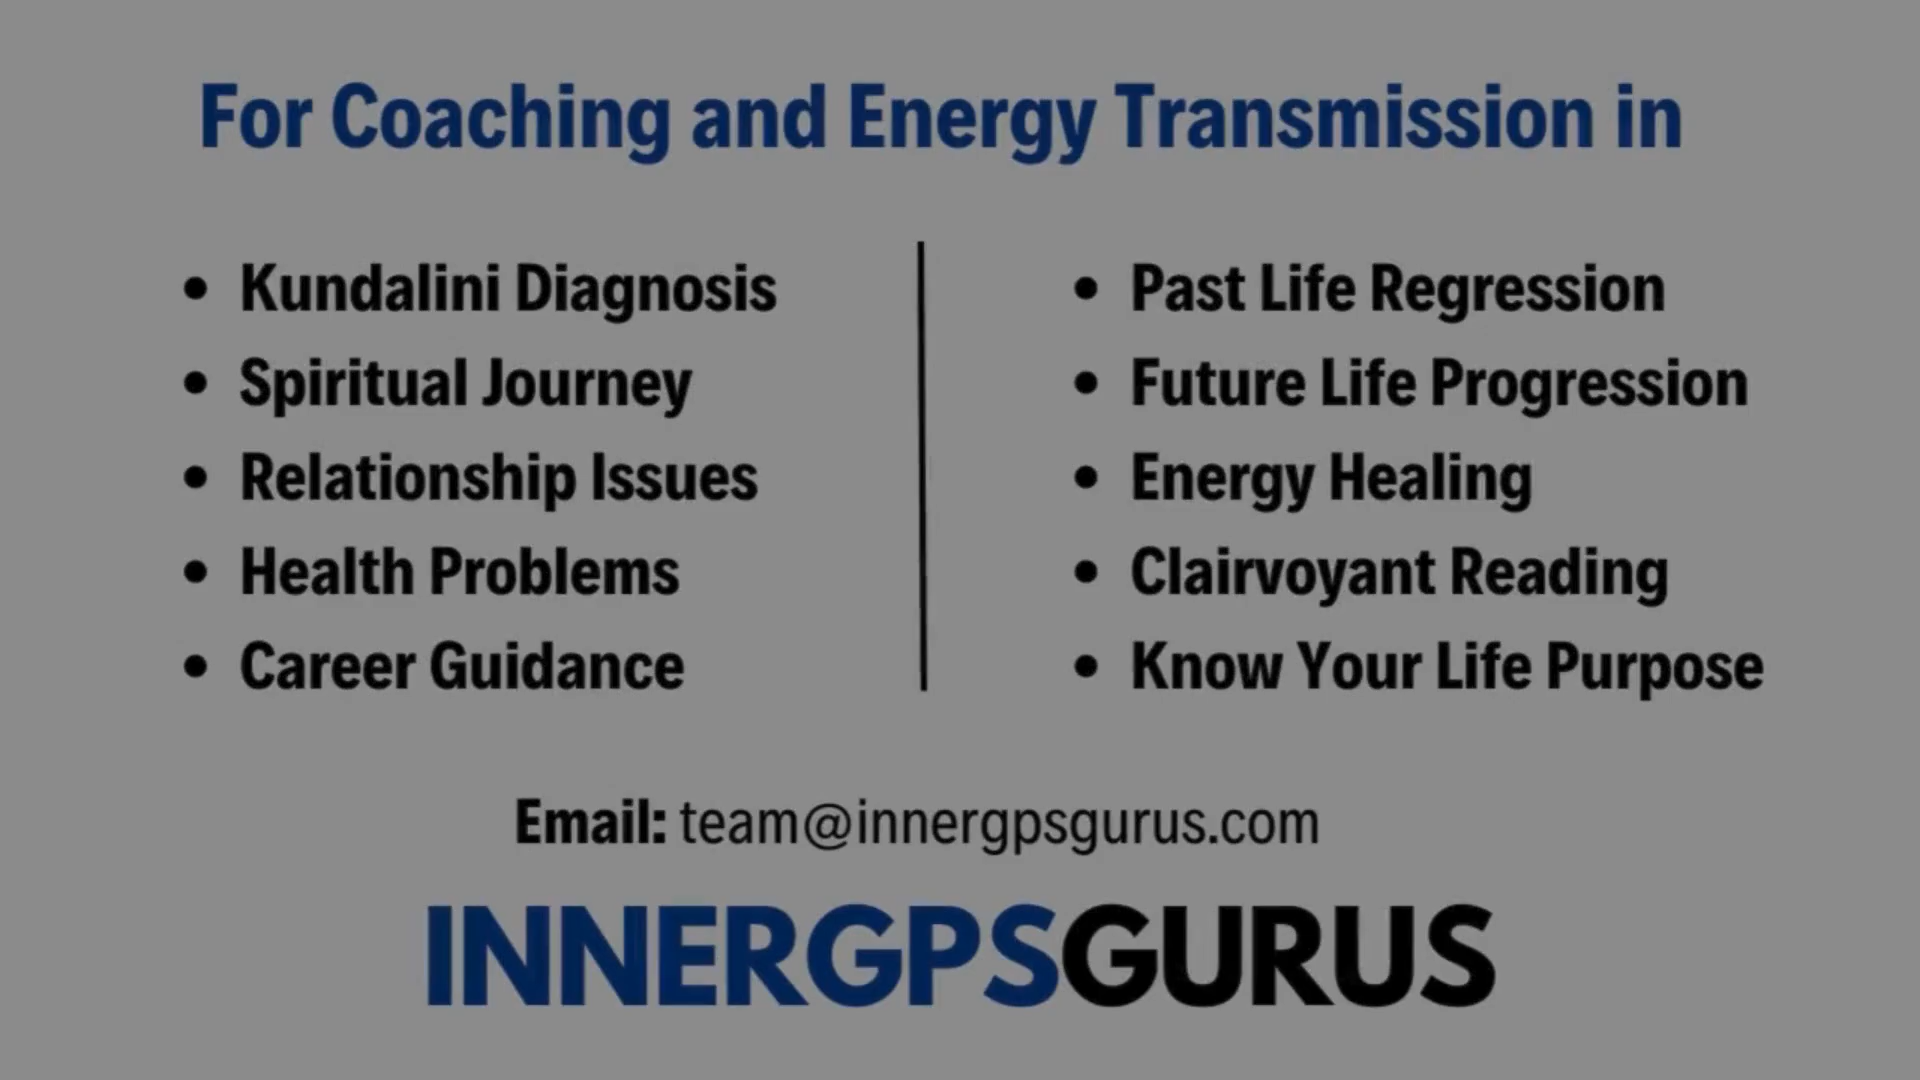 For Coaching and Energy Transmission in
• Kundalini Diagnosis
• Spiritual Journey
• Relationship Issues
• Health Problems
• Career Guidance
• Past Life Regression
• Future Life Progression
• Energy Healing
• Clairvoyant Reading
• Know Your Life Purpose
Email: team@innergpsgurus.com
INNERGPSGURUS